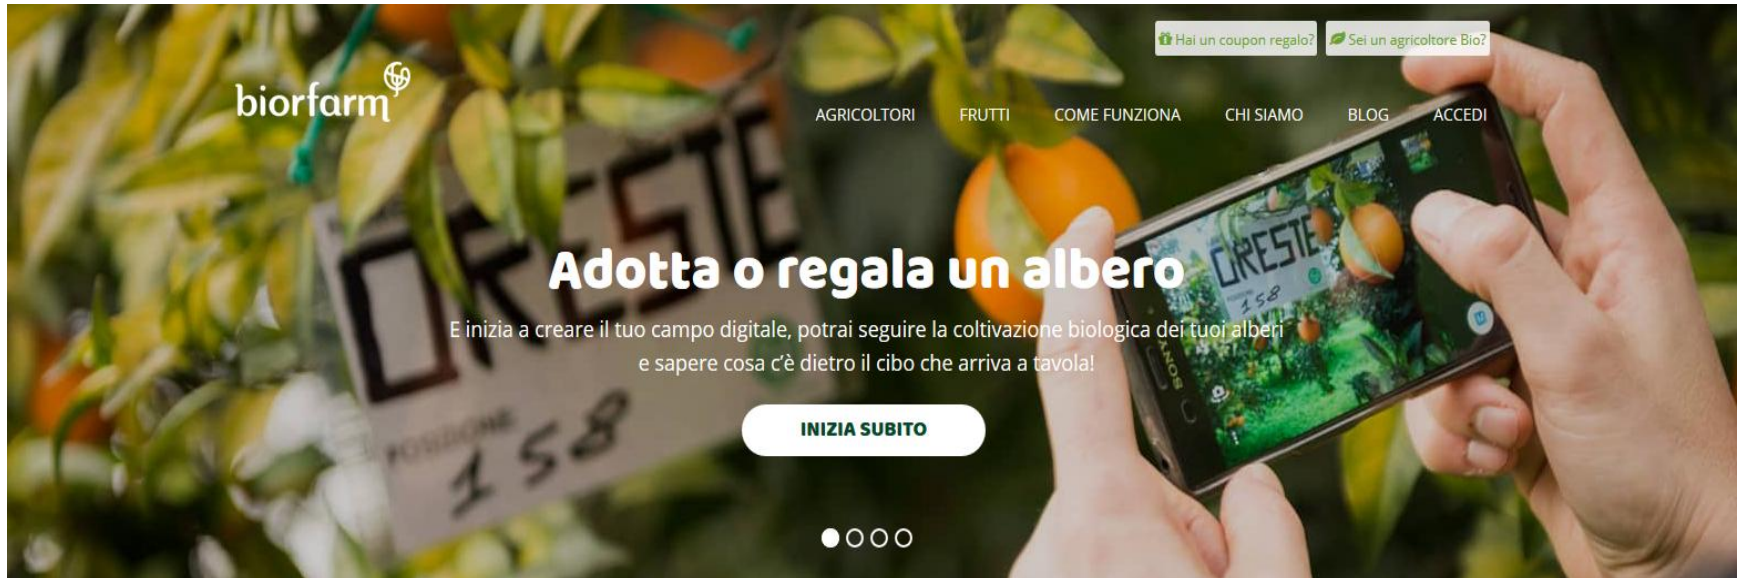 Hai un coupon regalo?
Sei un agricoltore Bio?
biorfarm
AGRICOLTORI
FRUTTI
COME FUNZIONA
CHI SIAMO
BLOG
ACCEDI
ORESTE
POSIZIONE
158
ORESTE
158
SONY
Adotta o regala un albero
E inizia a creare il tuo campo digitale, potrai seguire la coltivazione biologica dei tuoi alberi
e sapere cosa c’è dietro il cibo che arriva a tavola!
INIZIA SUBITO